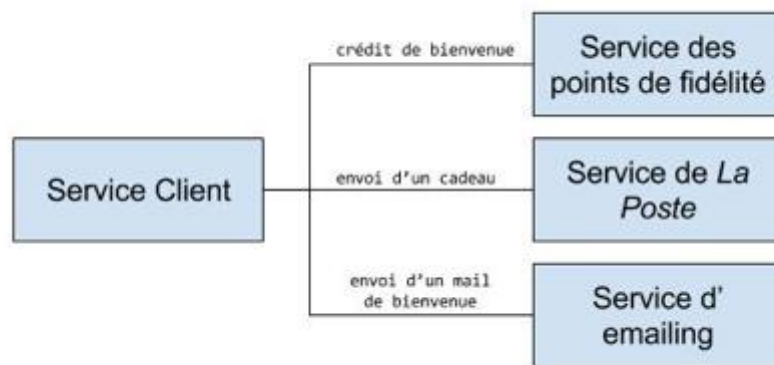 crédit de bienvenue
Service des
points de fidélité
Service Client
envoi d'un cadeau
Service de La
Poste
envoi d'un mail
de bienvenue
Service d'
emailing